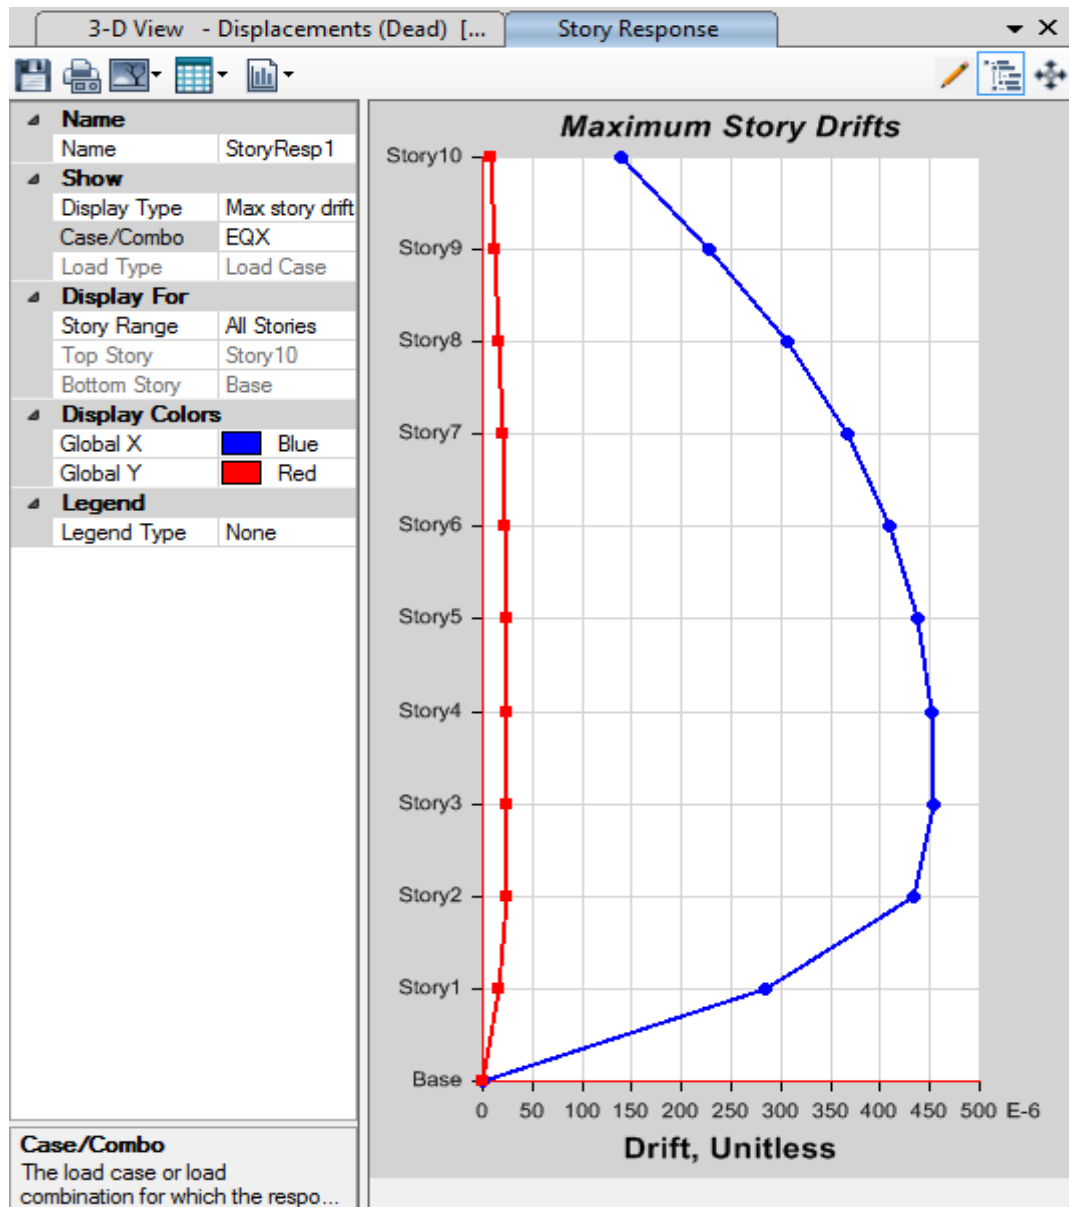 3-D View - Displacements (Dead) [...
Story Response
Name
Name StoryResp1
Show
Display Type Max story drift
Case/Combo EQX
Load Type Load Case
Display For
Story Range All Stories
Top Story Story10
Bottom Story Base
Display Colors
Global X Blue
Global Y Red
Legend
Legend Type None
Case/Combo
The load case or load
combination for which the respo...
Maximum Story Drifts
Story10
Story9
Story8
Story7
Story6
Story5
Story4
Story3
Story2
Story1
Base
0 50 100 150 200 250 300 350 400 450 500 E-6
Drift, Unitless